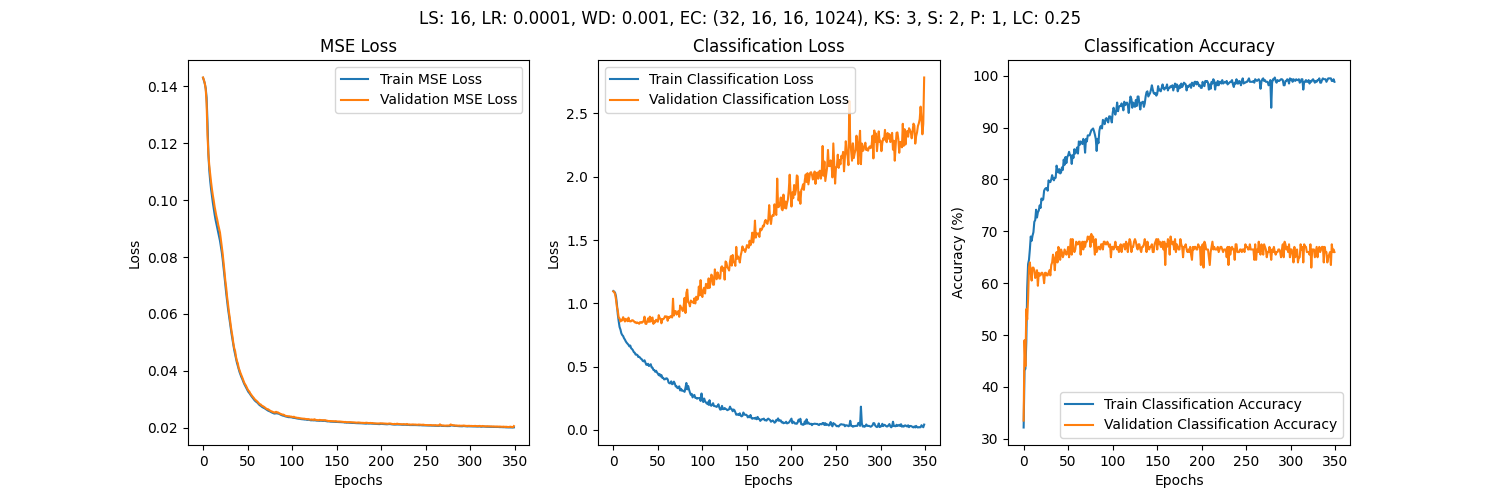 LS: 16, LR: 0.0001, WD: 0.001, EC: (32, 16, 16, 1024), KS: 3, S: 2, P: 1, LC: 0.25
MSE Loss
Loss
0.14
0.12
0.10
0.08
0.06
0.04
0.02
Train MSE Loss
Validation MSE Loss
0 50 100 150 200 250 300 350
Epochs
Classification Loss
Loss
2.5
2.0
1.5
1.0
0.5
0.0
Train Classification Loss
Validation Classification Loss
0 50 100 150 200 250 300 350
Epochs
Classification Accuracy
Accuracy (%)
100
90
80
70
60
50
40
30
Train Classification Accuracy
Validation Classification Accuracy
0 50 100 150 200 250 300 350
Epochs